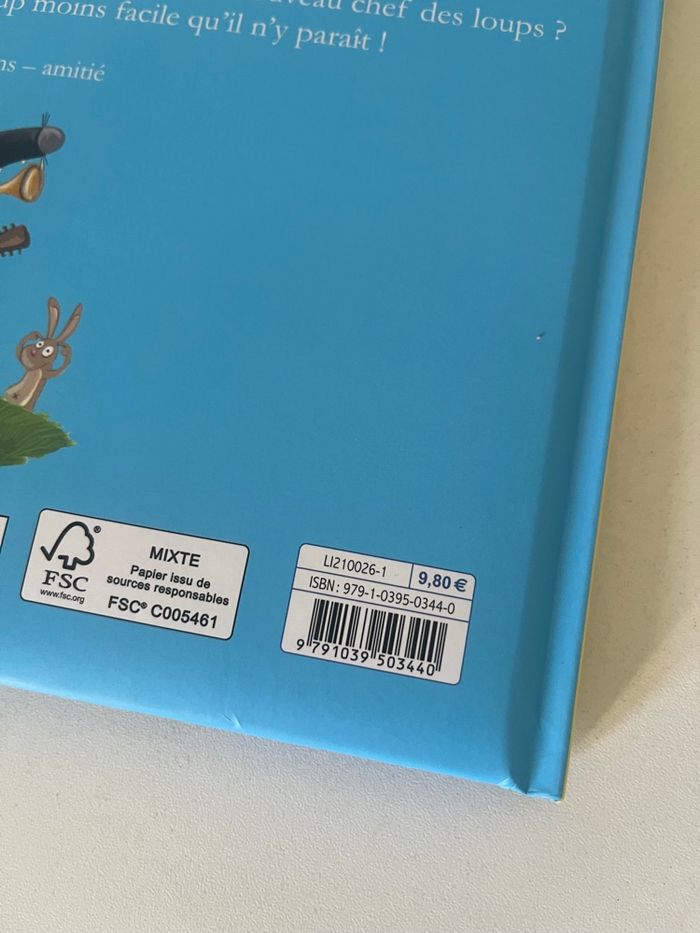 chef des loups ?
moins facile qu'il n'y paraît !
– amitié
FSC
www.fsc.org
MIXTE
Papier issu de
sources responsables
FSC® C005461
LI210026-1
9,80 €
ISBN : 979-1-0395-0344-0
9 791039 503440